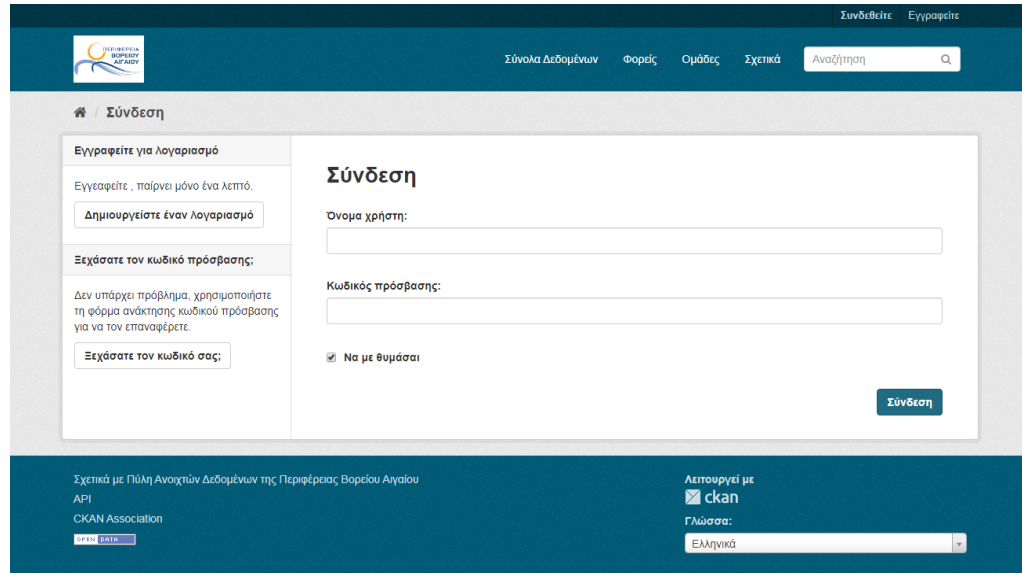 Συνδεθείτε Εγγραφείτε
ΠΕΡΙΦΕΡΕΙΑ
ΒΟΡΕΙΟΥ
ΑΙΓΑΙΟΥ
Σύνολα Δεδομένων Φορείς Ομάδες Σχετικά Αναζήτηση
/ Σύνδεση
Εγγραφείτε για λογαριασμό
Εγγεαφείτε , παίρνει μόνο ένα λεπτό.
Δημιουργείστε έναν λογαριασμό
Ξεχάσατε τον κωδικό πρόσβασης;
Δεν υπάρχει πρόβλημα, χρησιμοποιήστε
τη φόρμα ανάκτησης κωδικού πρόσβασης
για να τον επαναφέρετε.
Ξεχάσατε τον κωδικό σας;
Σύνδεση
Όνομα χρήστη:
Κωδικός πρόσβασης:
Να με θυμάσαι
Σύνδεση
Σχετικά με Πύλη Ανοιχτών Δεδομένων της Περιφέρειας Βορείου Αιγαίου
API
CKAN Association
OPEN DATA
Λειτουργεί με
ckan
Γλώσσα:
Ελληνικά